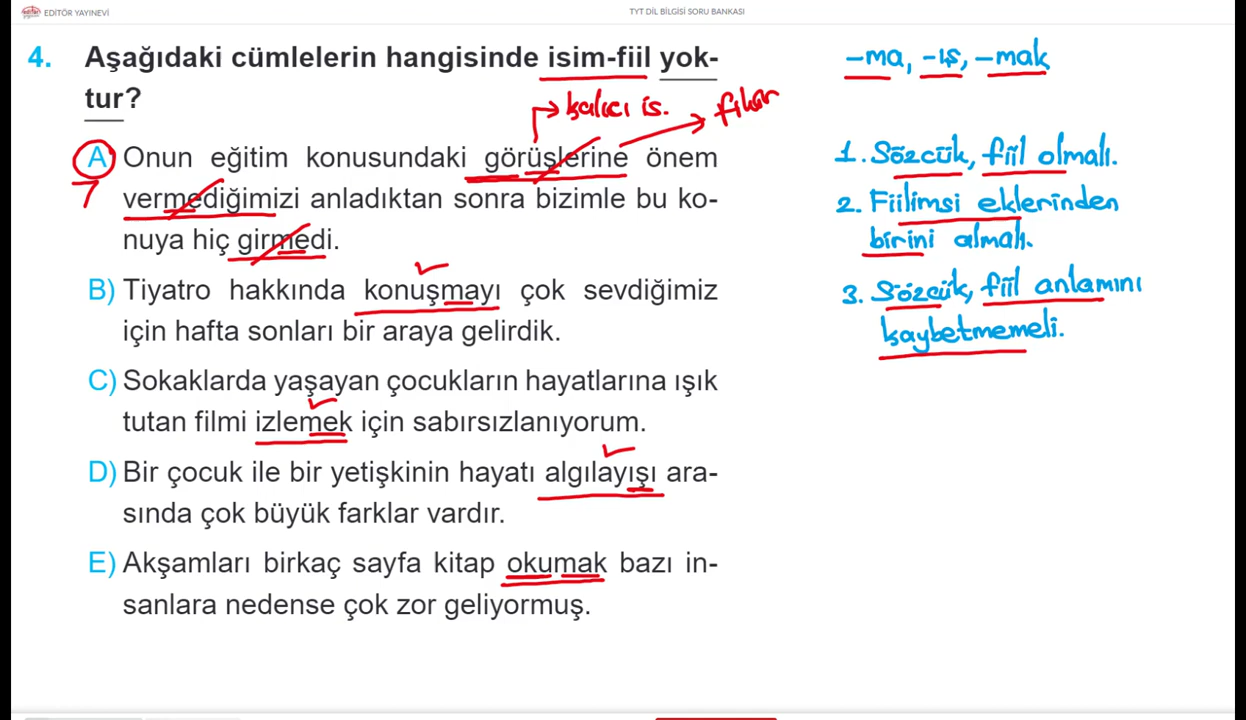 EDİTÖR YAYINEVİ
TYT DİL BİLGİSİ SORU BANKASI
4. Aşağıdaki cümlelerin hangisinde isim-fiil yok-
tur?
-ma, -ış, -mak
kalıcı is.
fikir
A) Onun eğitim konusundaki görüşlerine önem
vermediğimizi anladıktan sonra bizimle bu ko-
nuya hiç girmedi.
B) Tiyatro hakkında konuşmayı çok sevdiğimiz
için hafta sonları bir araya gelirdik.
C) Sokaklarda yaşayan çocukların hayatlarına ışık
tutan filmi izlemek için sabırsızlanıyorum.
D) Bir çocuk ile bir yetişkinin hayatı algılayışı ara-
sında çok büyük farklar vardır.
E) Akşamları birkaç sayfa kitap okumak bazı in-
sanlara nedense çok zor geliyormuş.
1. Sözcük, fiil olmalı.
2. Fiilimsi eklerinden
birini almalı.
3. Sözcük, fiil anlamını
kaybetmemeli.